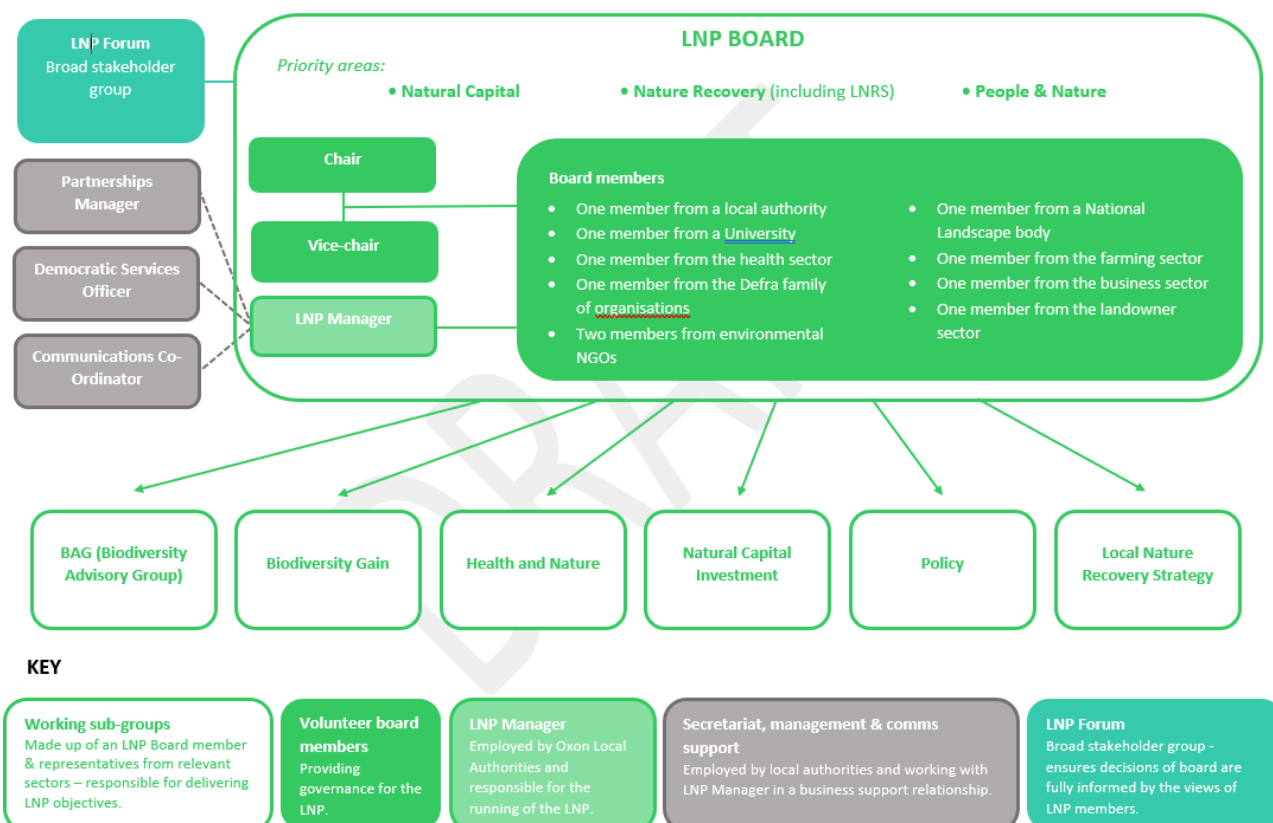 LNP Forum
Broad stakeholder
group
LNP BOARD
Priority areas:
• Natural Capital
• Nature Recovery (including LNRS)
• People & Nature
Partnerships
Manager
Democratic Services
Officer
Communications Co-
Ordinator
Chair
Vice-chair
LNP Manager
Board members
• One member from a local authority
• One member from a University
• One member from the health sector
• One member from the Defra family
of organisations
• Two members from environmental
NGOs
• One member from a National
Landscape body
• One member from the farming sector
• One member from the business sector
• One member from the landowner
sector
DRAFT
BAG (Biodiversity
Advisory Group)
Biodiversity Gain
Health and Nature
Natural Capital
Investment
Policy
Local Nature
Recovery Strategy
KEY
Working sub-groups
Made up of an LNP Board member
& representatives from relevant
sectors – responsible for delivering
LNP objectives.
Volunteer board
members
Providing
governance for the
LNP.
LNP Manager
Employed by Oxon Local
Authorities and
responsible for the
running of the LNP.
Secretariat, management & comms
support
Employed by local authorities and working with
LNP Manager in a business support relationship.
LNP Forum
Broad stakeholder group -
ensures decisions of board are
fully informed by the views of
LNP members.